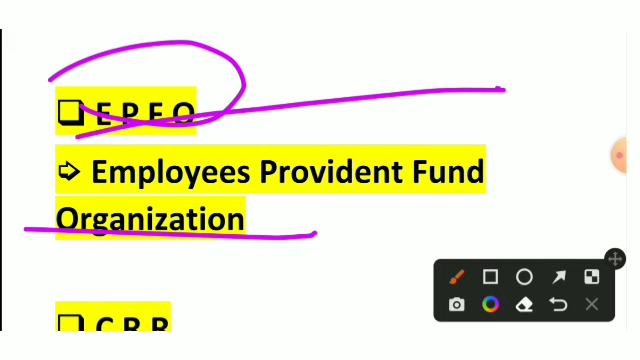 ❑ E P F O
➩ Employees Provident Fund
Organization
❑ C R R